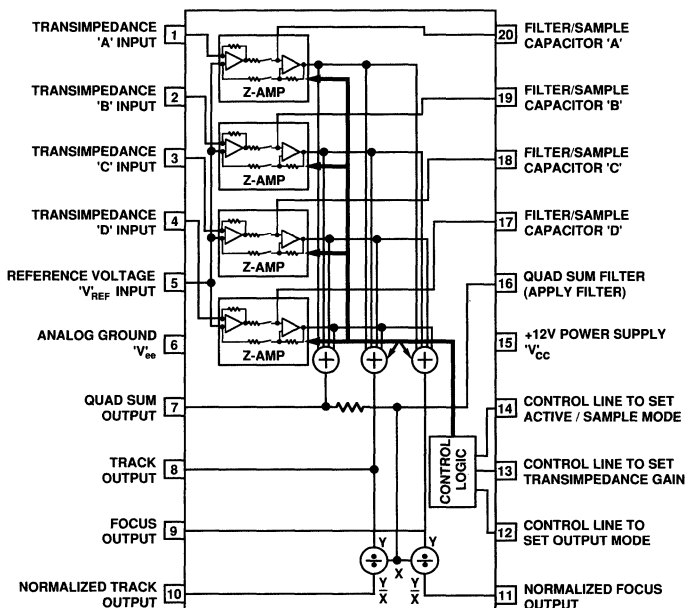 TRANSIMPEDANCE
'A' INPUT
1
TRANSIMPEDANCE
'B' INPUT
2
TRANSIMPEDANCE
'C' INPUT
3
TRANSIMPEDANCE
'D' INPUT
4
REFERENCE VOLTAGE
'V'REF INPUT
5
ANALOG GROUND
'V'ee
6
QUAD SUM
OUTPUT
7
TRACK
OUTPUT
8
FOCUS
OUTPUT
9
NORMALIZED TRACK
OUTPUT
10
Z-AMP
Z-AMP
Z-AMP
Z-AMP
+
+
+
CONTROL
LOGIC
Y
Y
÷
X
÷
Y
X
Y
X
20
FILTER/SAMPLE
CAPACITOR 'A'
19
FILTER/SAMPLE
CAPACITOR 'B'
18
FILTER/SAMPLE
CAPACITOR 'C'
17
FILTER/SAMPLE
CAPACITOR 'D'
16
QUAD SUM FILTER
(APPLY FILTER)
15
+12V POWER SUPPLY
'V'CC
14
CONTROL LINE TO SET
ACTIVE / SAMPLE MODE
13
CONTROL LINE TO SET
TRANSIMPEDANCE GAIN
12
CONTROL LINE TO
SET OUTPUT MODE
11
NORMALIZED FOCUS
OUTPUT